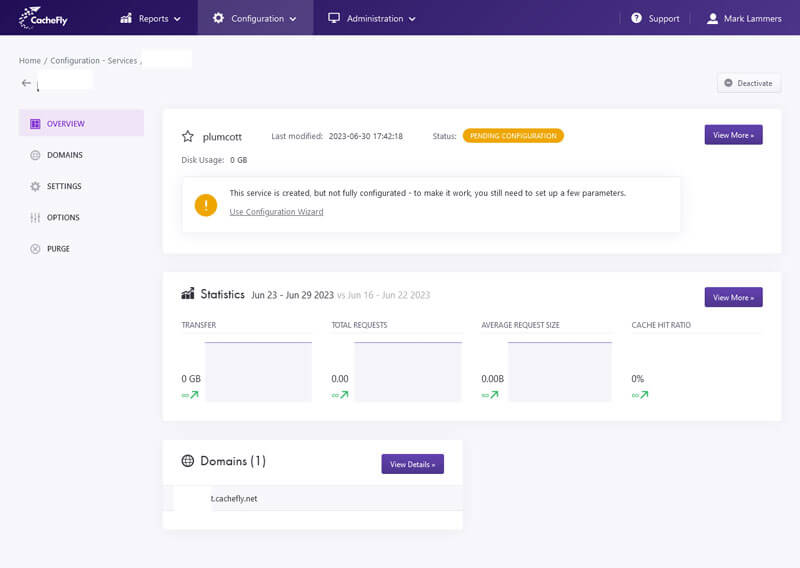 CacheFly Reports Configuration Administration Support Mark Lammers
Home / Configuration - Services ,
Deactivate
OVERVIEW
DOMAINS
SETTINGS
OPTIONS
PURGE
plumcott Last modified: 2023-06-30 17:42:18 Status: PENDING CONFIGURATION View More »
Disk Usage: 0 GB
This service is created, but not fully configurated - to make it work, you still need to set up a few parameters.
Use Configuration Wizard
Statistics Jun 23 - Jun 29 2023 vs Jun 16 - Jun 22 2023 View More »
TRANSFER TOTAL REQUESTS AVERAGE REQUEST SIZE CACHE HIT RATIO
0 GB 0.00 0.00B 0%
∞ ∞ ∞ ∞
Domains (1) View Details »
t.cachefly.net